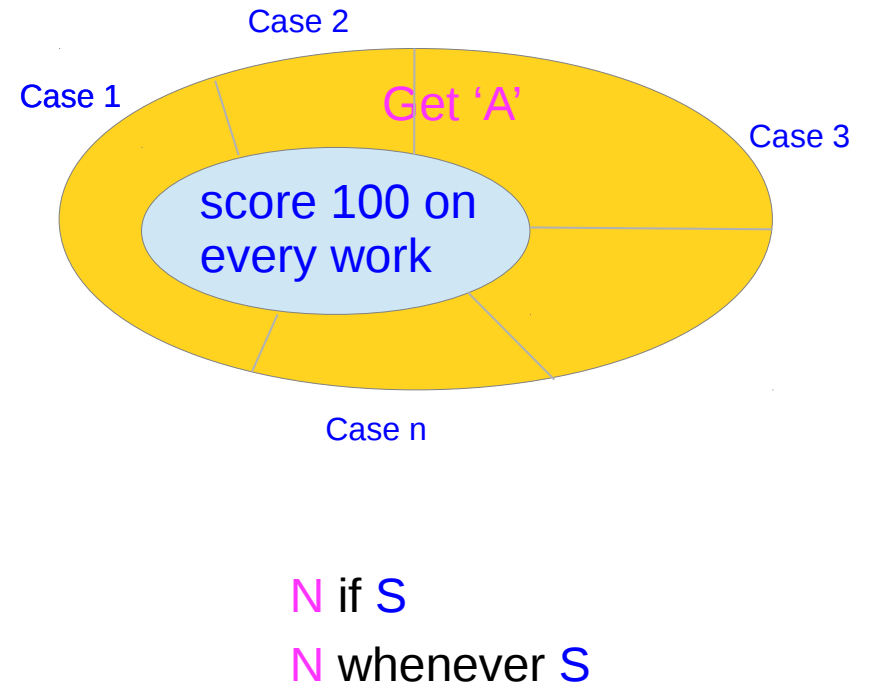 Case 2
Case 1
Get ‘A’
Case 3
score 100 on
every work
Case n
N if S
N whenever S